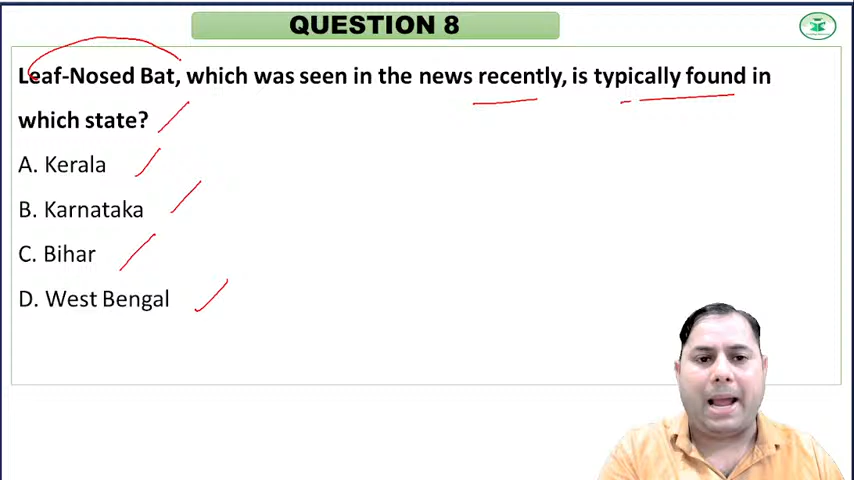 QUESTION 8
Leaf-Nosed Bat, which was seen in the news recently, is typically found in
which state?
A. Kerala
B. Karnataka
C. Bihar
D. West Bengal